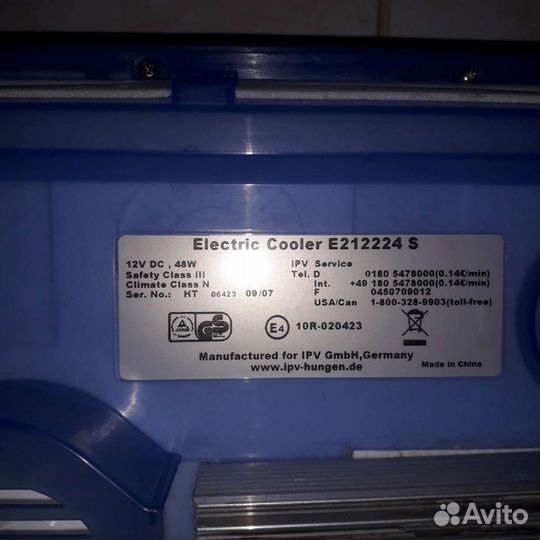 Electric Cooler E212224 S
12V DC , 48W
Safety Class III
Climate Class N
Ser. No.: HT 06423 09/07
IPV Service
Tel. D 0180 5478000(0.14€/min)
Int. +49 180 5478000(0.14€/min)
F 0450709012
USA/Can 1-800-328-9903(toll-free)
E4 10R-020423
Manufactured for IPV GmbH,Germany
www.ipv-hungen.de
Made in China
Avito